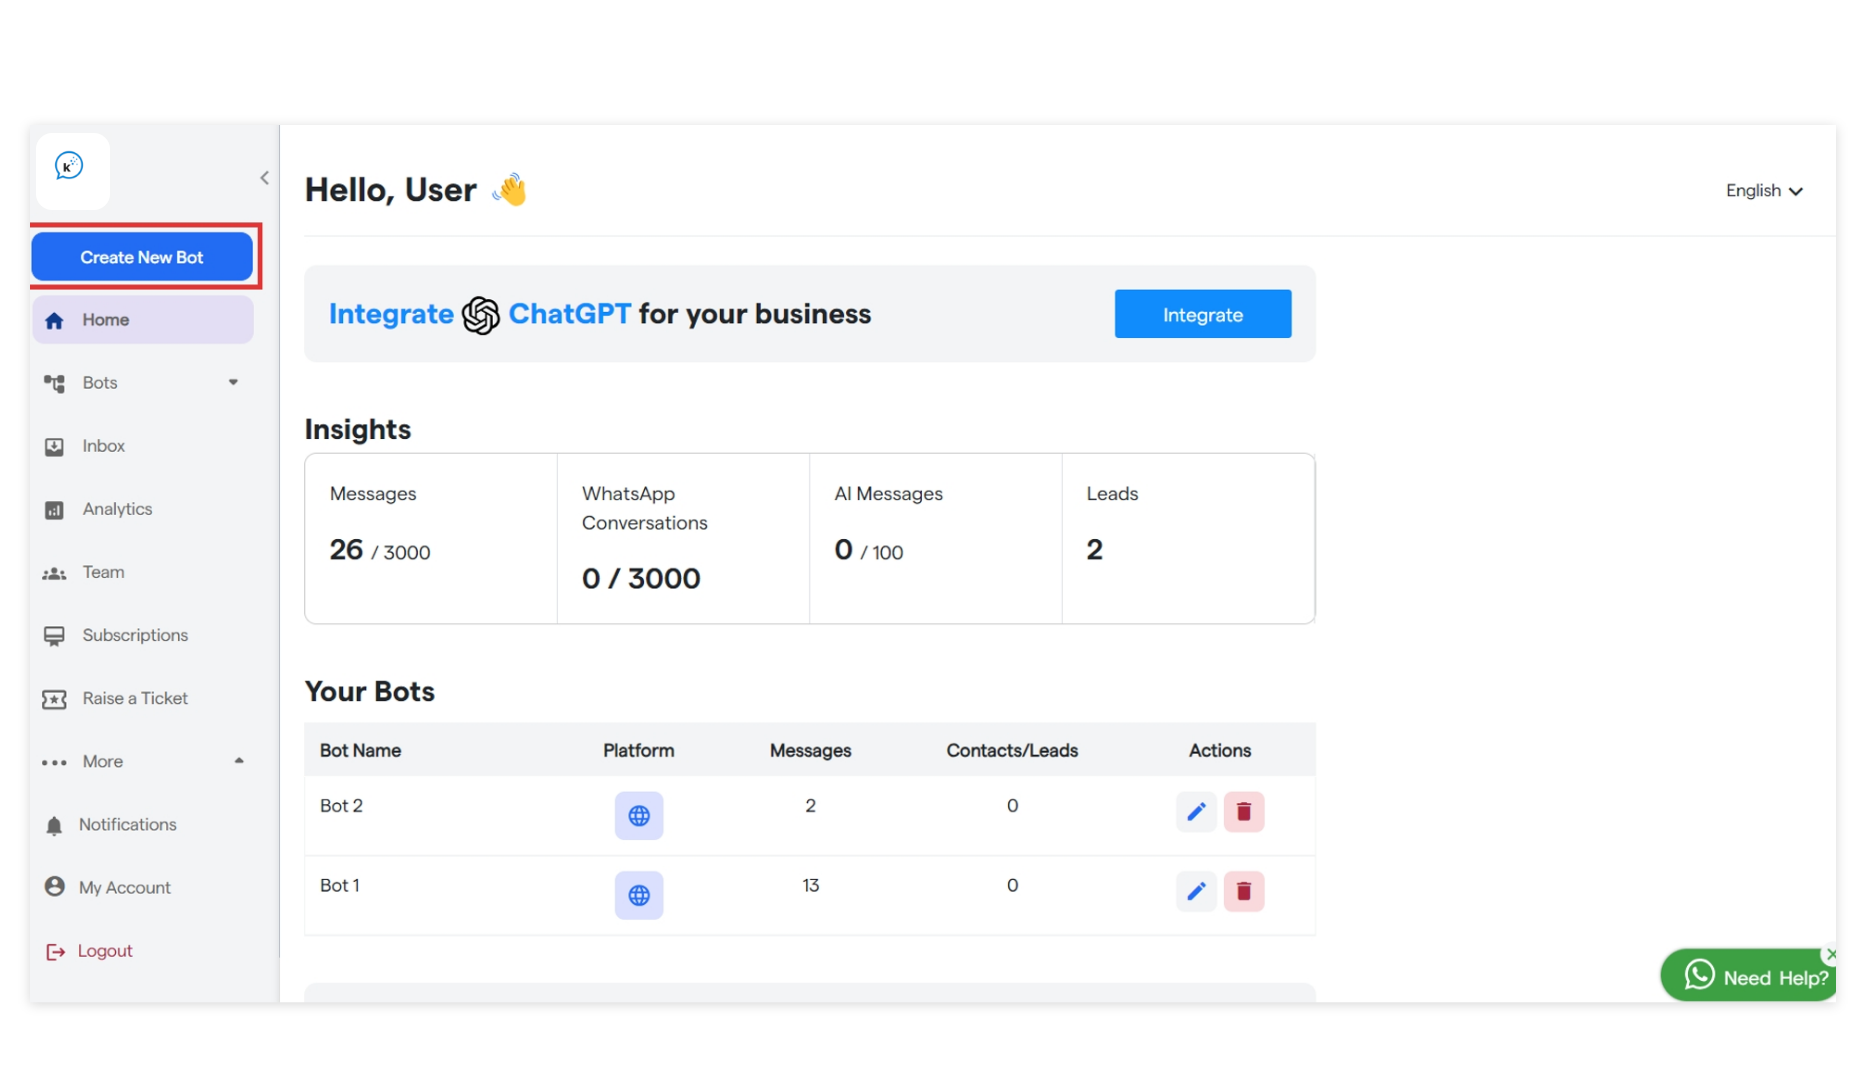 K
Create New Bot
Home
Bots
Inbox
Analytics
Team
Subscriptions
Raise a Ticket
More
Notifications
My Account
Logout
Hello, User
English
Integrate ChatGPT for your business
Integrate
Insights
Messages
26 / 3000
WhatsApp
Conversations
0 / 3000
AI Messages
0 / 100
Leads
2
Your Bots
Bot Name Platform Messages Contacts/Leads Actions
Bot 2 2 0
Bot 1 13 0
Need Help?